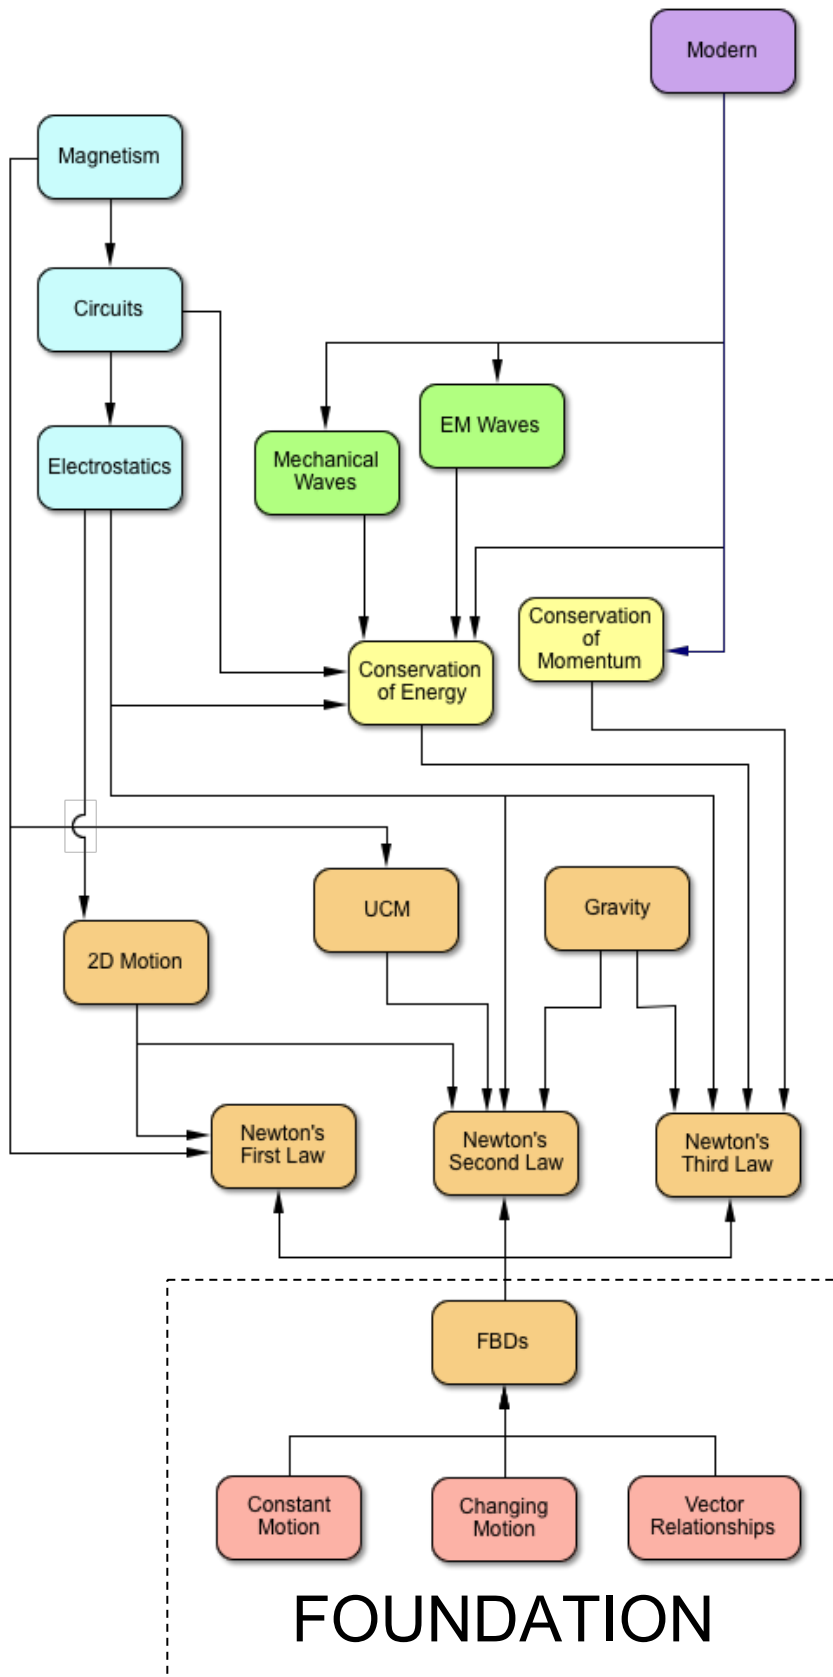 Modern
Magnetism
Circuits
EM Waves
Mechanical
Waves
Electrostatics
Conservation
of
Momentum
Conservation
of Energy
UCM
Gravity
2D Motion
Newton's
First Law
Newton's
Second Law
Newton's
Third Law
FBDs
Constant
Motion
Changing
Motion
Vector
Relationships
FOUNDATION